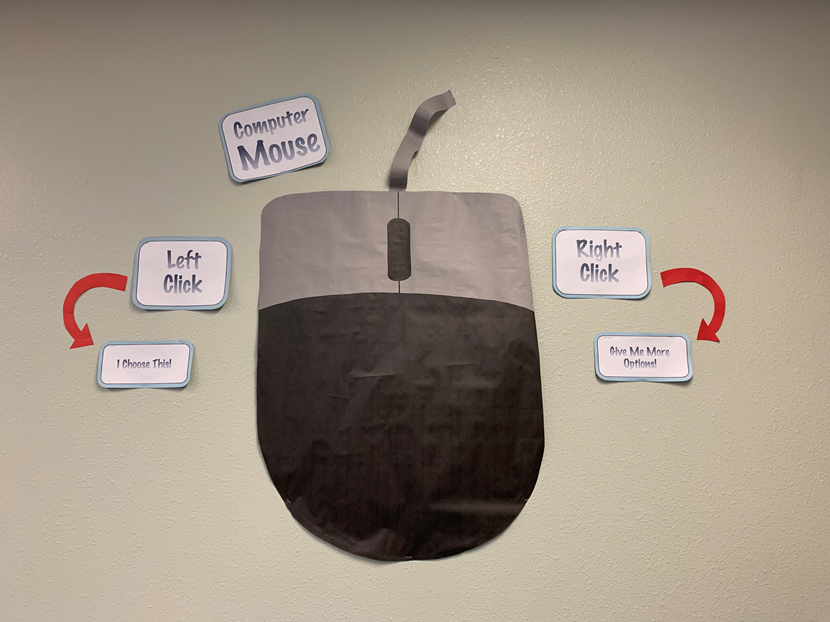 Computer
Mouse
Left
Click
Right
Click
I Choose This!
Give Me More
Options!